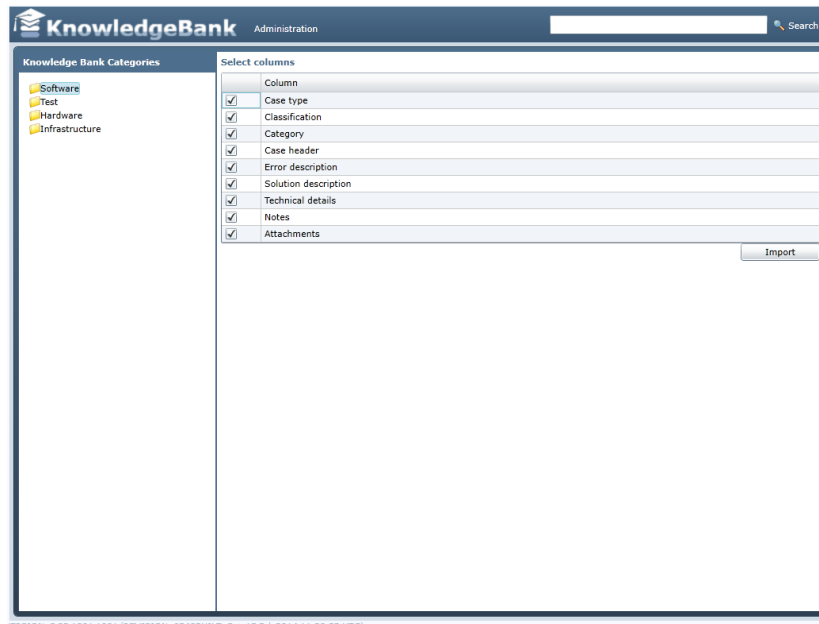 KnowledgeBank Administration Search
Knowledge Bank Categories
Software
Test
Hardware
Infrastructure
Select columns
Column
Case type
Classification
Category
Case header
Error description
Solution description
Technical details
Notes
Attachments
Import